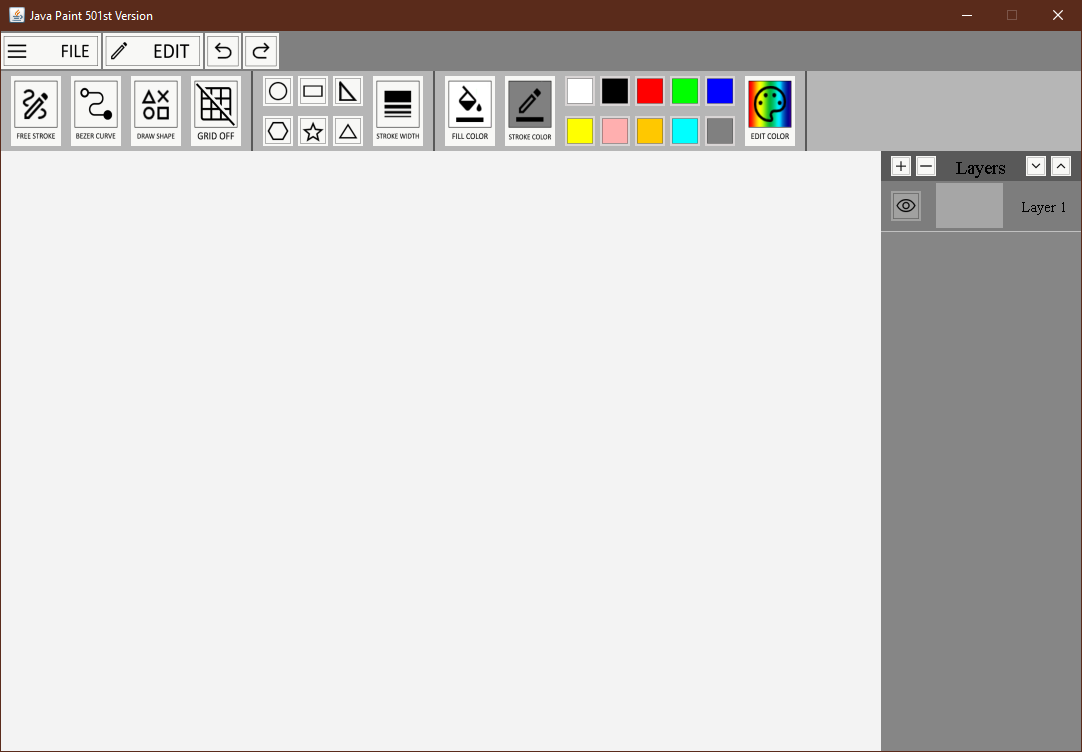 Java Paint 501st Version
FILE EDIT
FREE STROKE BEZER CURVE DRAW SHAPE GRID OFF STROKE WIDTH FILL COLOR STROKE COLOR EDIT COLOR
Layers
Layer 1